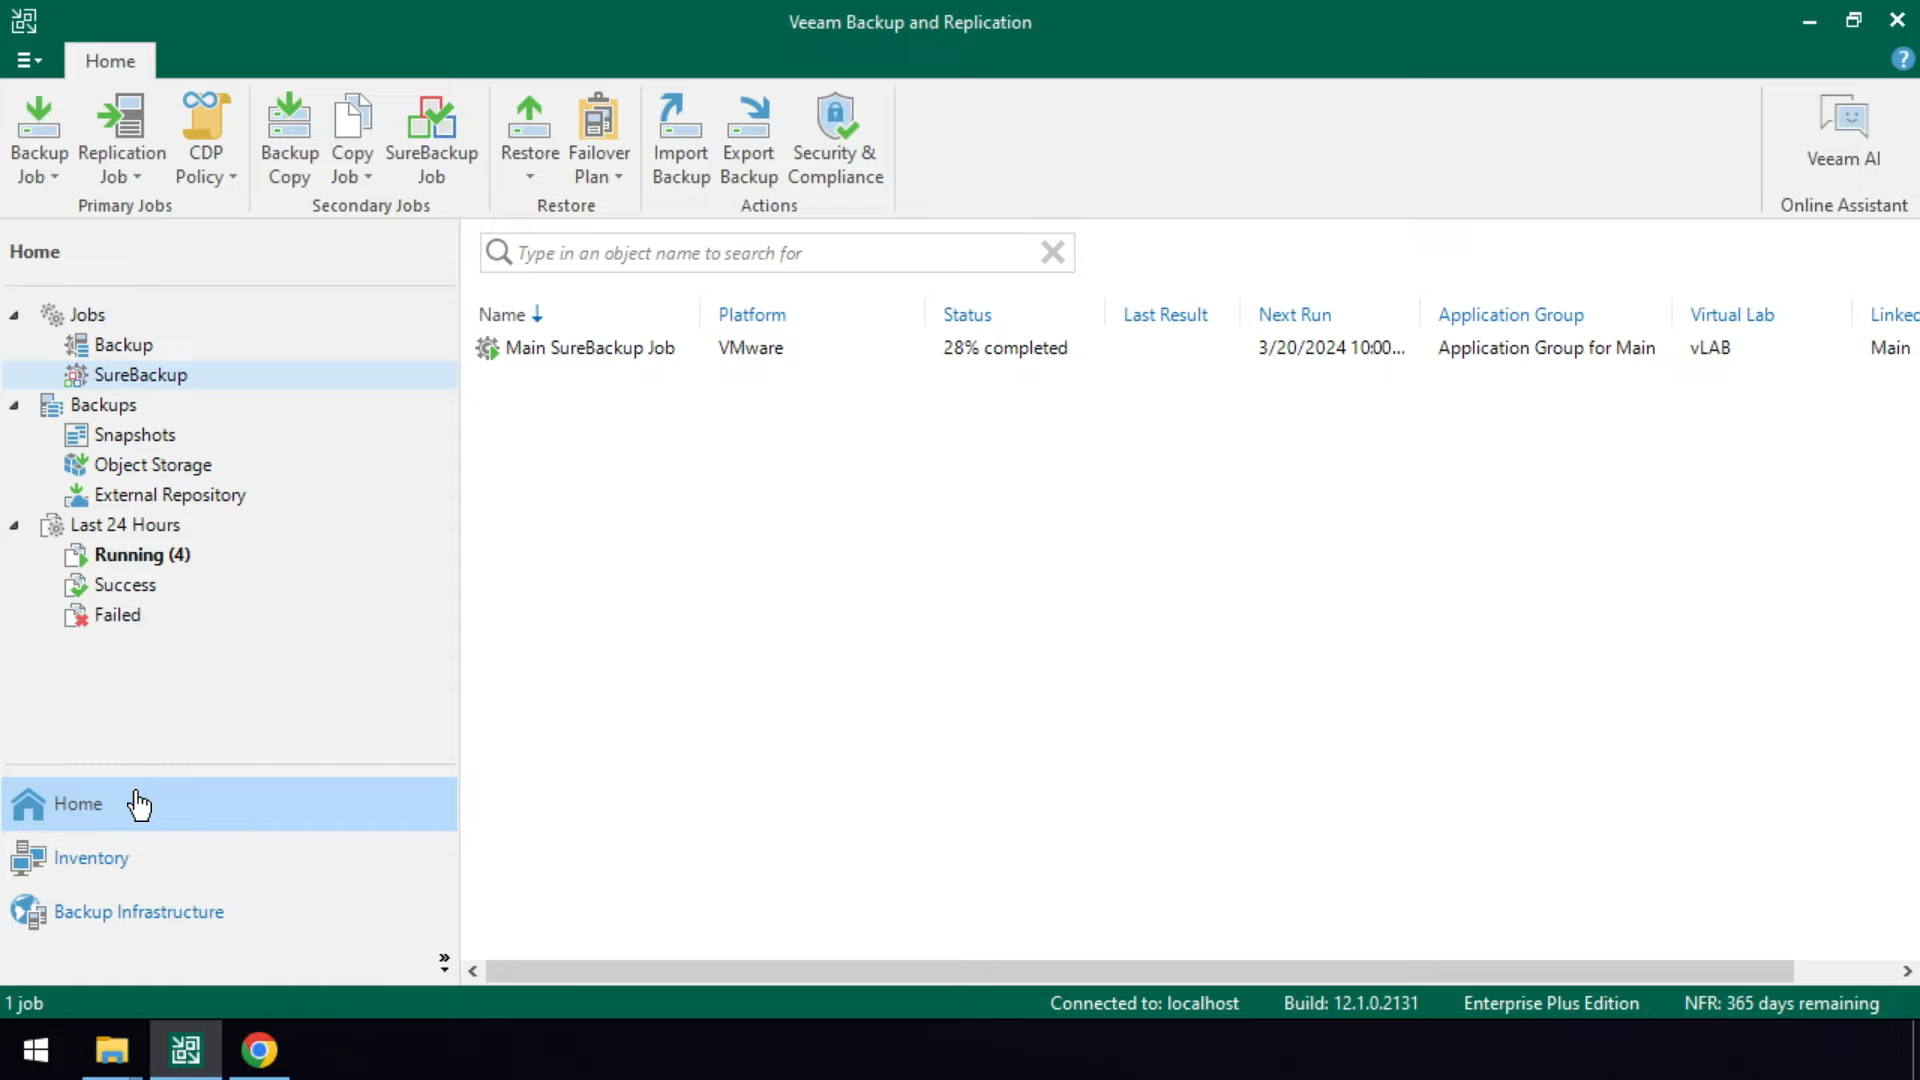 Veeam Backup and Replication
Home
Backup Job
Replication Job
CDP Policy
Primary Jobs
Backup Copy
Copy Job
SureBackup Job
Secondary Jobs
Restore
Failover Plan
Restore
Import Backup
Export Backup
Security & Compliance
Actions
Veeam AI
Online Assistant
Home
Type in an object name to search for
Jobs
Backup
SureBackup
Backups
Snapshots
Object Storage
External Repository
Last 24 Hours
Running (4)
Success
Failed
Name Platform Status Last Result Next Run Application Group Virtual Lab Linked
Main SureBackup Job VMware 28% completed 3/20/2024 10:00... Application Group for Main vLAB Main
Home
Inventory
Backup Infrastructure
1 job Connected to: localhost Build: 12.1.0.2131 Enterprise Plus Edition NFR: 365 days remaining